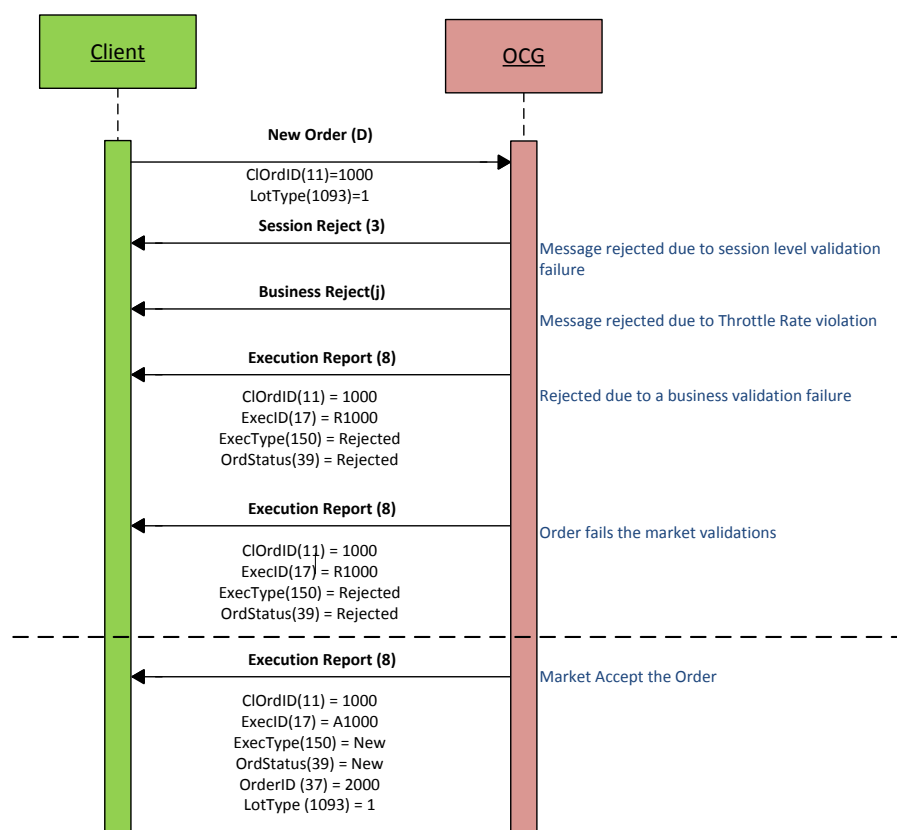 Client
OCG
New Order (D)
ClOrdID(11)=1000
LotType(1093)=1
Session Reject (3)
Message rejected due to session level validation
failure
Business Reject(j)
Message rejected due to Throttle Rate violation
Execution Report (8)
Rejected due to a business validation failure
ClOrdID(11) = 1000
ExecID(17) = R1000
ExecType(150) = Rejected
OrdStatus(39) = Rejected
Execution Report (8)
Order fails the market validations
ClOrdID(11) = 1000
ExecID(17) = R1000
ExecType(150) = Rejected
OrdStatus(39) = Rejected
Execution Report (8)
Market Accept the Order
ClOrdID(11) = 1000
ExecID(17) = A1000
ExecType(150) = New
OrdStatus(39) = New
OrderID (37) = 2000
LotType (1093) = 1